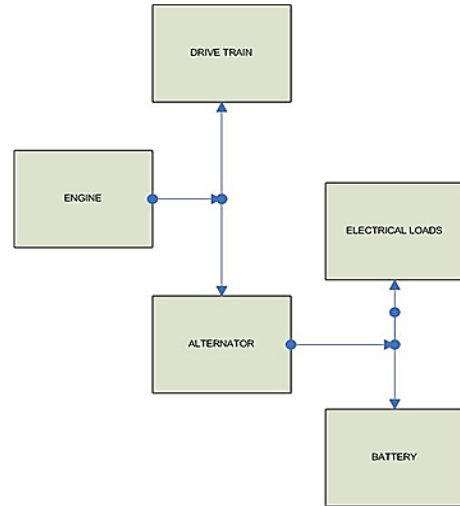 DRIVE TRAIN
ENGINE
ELECTRICAL LOADS
ALTERNATOR
BATTERY